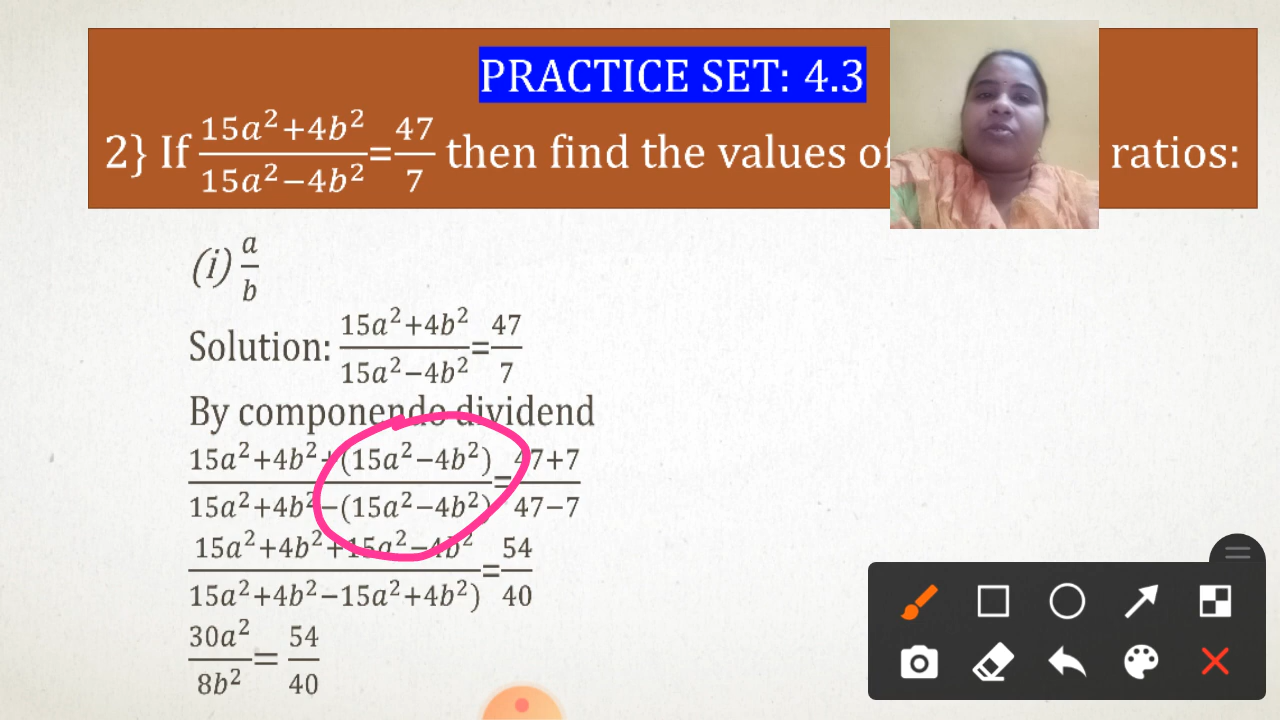 PRACTICE SET: 4.3
2} If (15a²+4b²)/(15a²−4b²)=47/7 then find the values of ratios:
(i) a/b
Solution: (15a²+4b²)/(15a²−4b²)=47/7
By componendo dividend
(15a²+4b²+(15a²−4b²))/(15a²+4b²−(15a²−4b²))=(47+7)/(47−7)
(15a²+4b²+15a²−4b²)/(15a²+4b²−15a²+4b²))=54/40
30a²/8b²=54/40